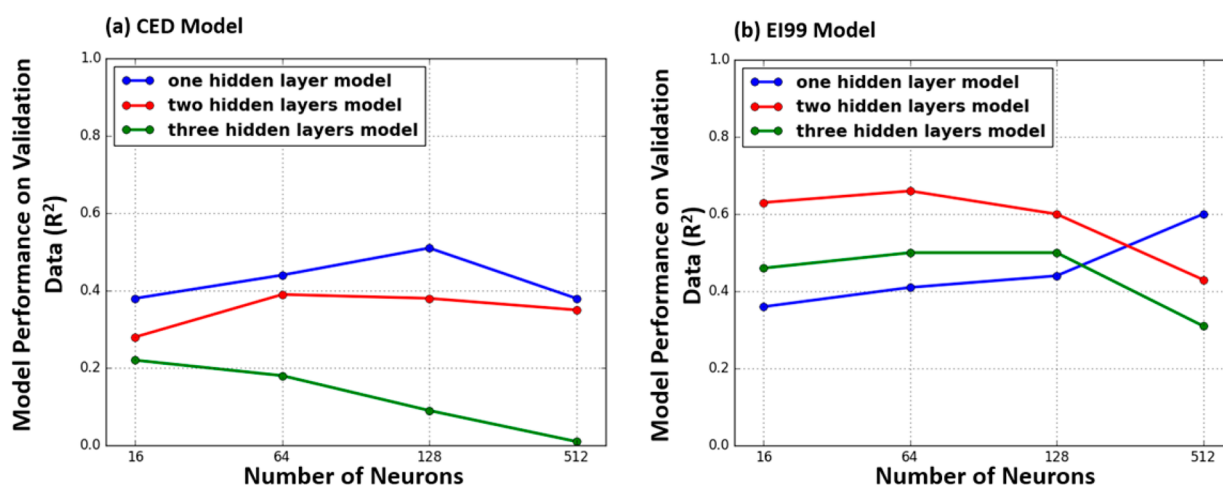 (a) CED Model
Model Performance on Validation
Data (R²)
1.0
0.8
0.6
0.4
0.2
0.0
one hidden layer model
two hidden layers model
three hidden layers model
16 64 128 512
Number of Neurons
(b) EI99 Model
Model Performance on Validation
Data (R²)
1.0
0.8
0.6
0.4
0.2
0.0
one hidden layer model
two hidden layers model
three hidden layers model
16 64 128 512
Number of Neurons